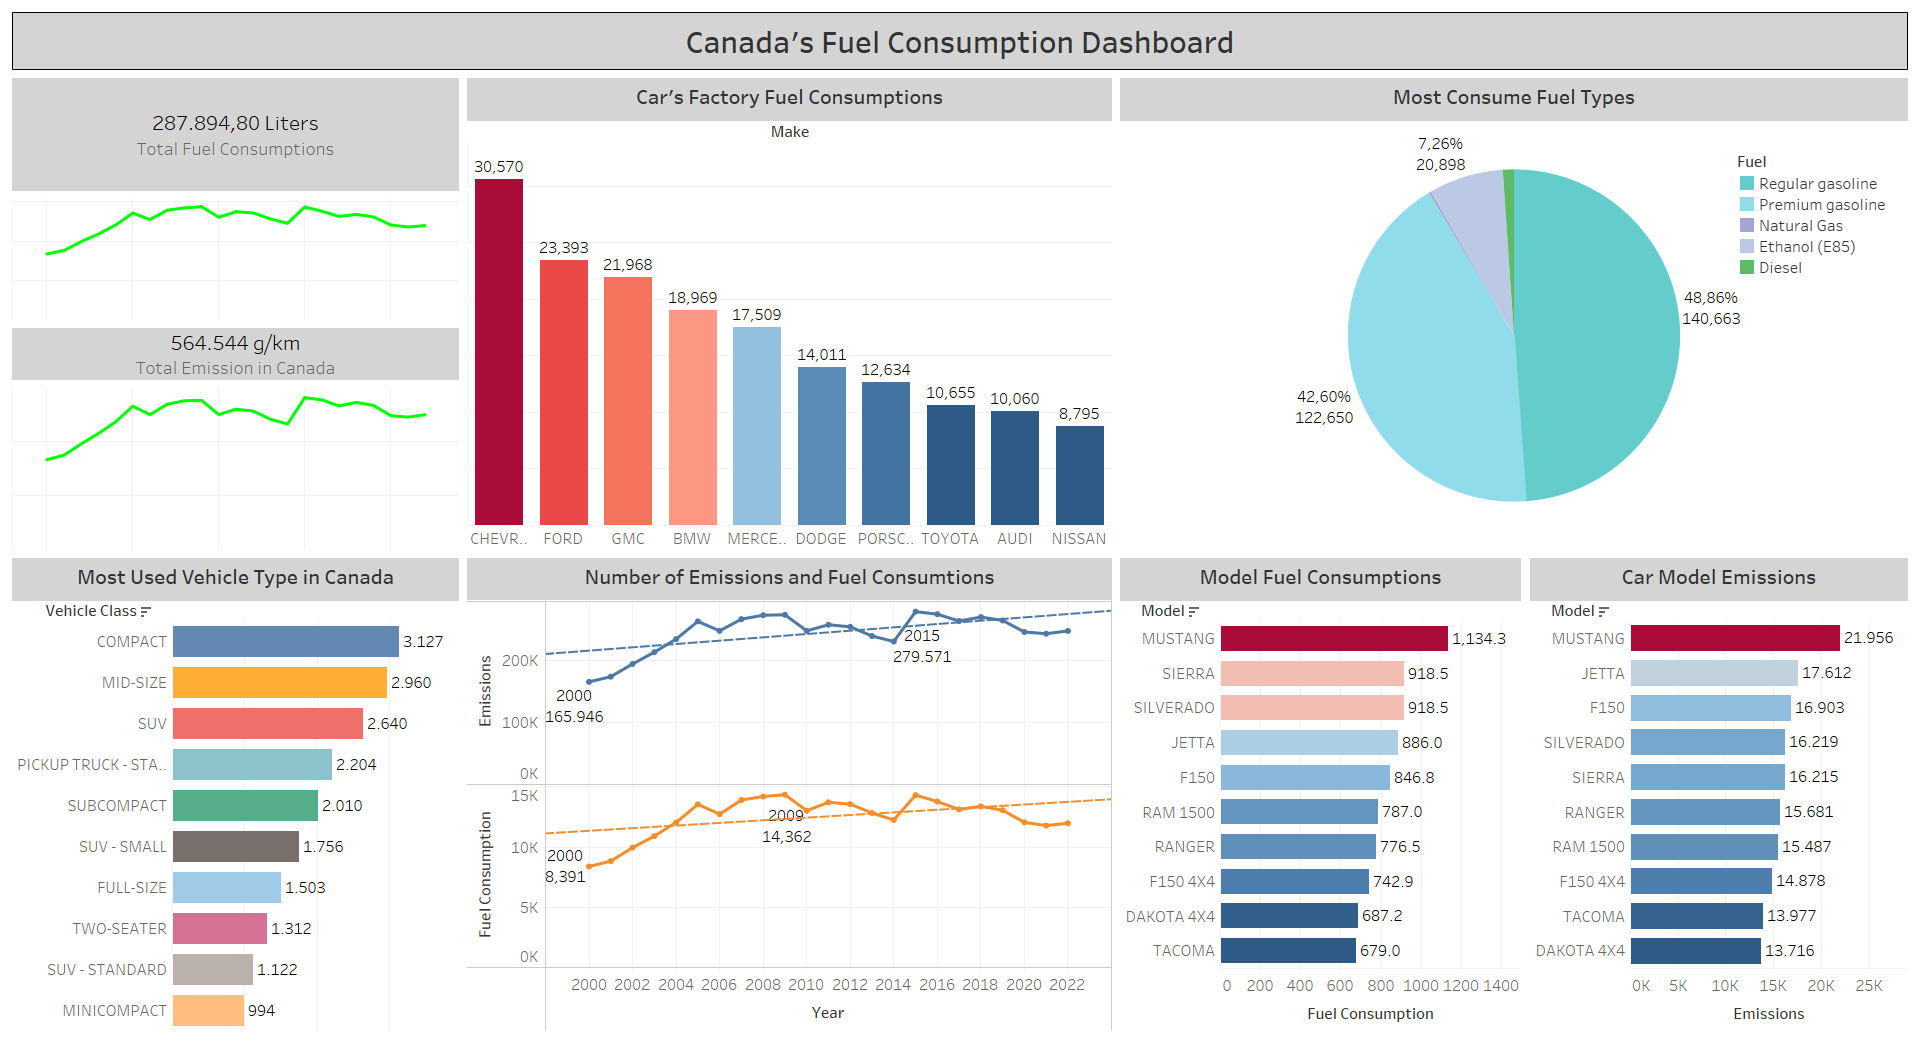 Canada's Fuel Consumption Dashboard
287.894,80 Liters
Total Fuel Consumptions
564.544 g/km
Total Emission in Canada
Car's Factory Fuel Consumptions
Make
30,570
23,393
21,968
18,969
17,509
14,011
12,634
10,655
10,060
8,795
CHEVR.. FORD GMC BMW MERCE.. DODGE PORSC.. TOYOTA AUDI NISSAN
Most Consume Fuel Types
7,26%
20,898
48,86%
140,663
42,60%
122,650
Fuel
Regular gasoline
Premium gasoline
Natural Gas
Ethanol (E85)
Diesel
Most Used Vehicle Type in Canada
Vehicle Class
COMPACT 3.127
MID-SIZE 2.960
SUV 2.640
PICKUP TRUCK - STA.. 2.204
SUBCOMPACT 2.010
SUV - SMALL 1.756
FULL-SIZE 1.503
TWO-SEATER 1.312
SUV - STANDARD 1.122
MINICOMPACT 994
Number of Emissions and Fuel Consumtions
Emissions
200K
100K
0K
2000
165.946
2015
279.571
Fuel Consumption
15K
10K
5K
0K
2000
8,391
2009
14,362
2000 2002 2004 2006 2008 2010 2012 2014 2016 2018 2020 2022
Year
Model Fuel Consumptions
Model
MUSTANG 1,134.3
SIERRA 918.5
SILVERADO 918.5
JETTA 886.0
F150 846.8
RAM 1500 787.0
RANGER 776.5
F150 4X4 742.9
DAKOTA 4X4 687.2
TACOMA 679.0
0 200 400 600 800 1000 1200 1400
Fuel Consumption
Car Model Emissions
Model
MUSTANG 21.956
JETTA 17.612
F150 16.903
SILVERADO 16.219
SIERRA 16.215
RANGER 15.681
RAM 1500 15.487
F150 4X4 14.878
TACOMA 13.977
DAKOTA 4X4 13.716
0K 5K 10K 15K 20K 25K
Emissions